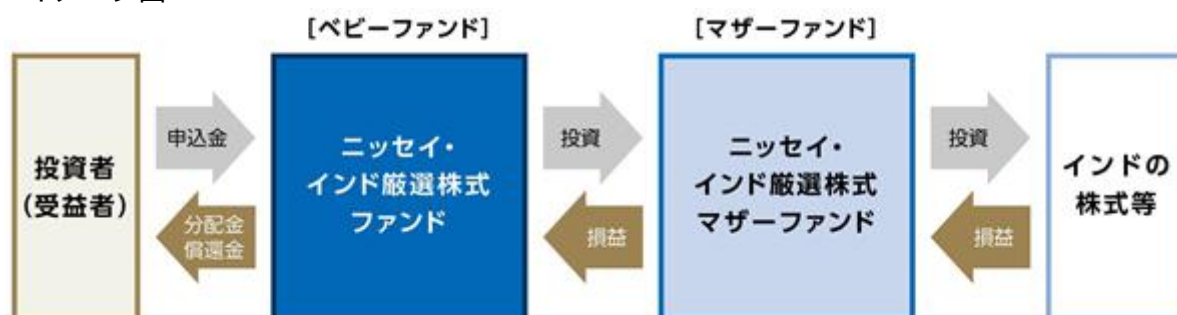 [ベビーファンド]
[マザーファンド]
投資者
(受益者)
申込金
分配金
償還金
ニッセイ・
インド厳選株式
ファンド
投資
損益
ニッセイ・
インド厳選株式
マザーファンド
投資
損益
インドの
株式等